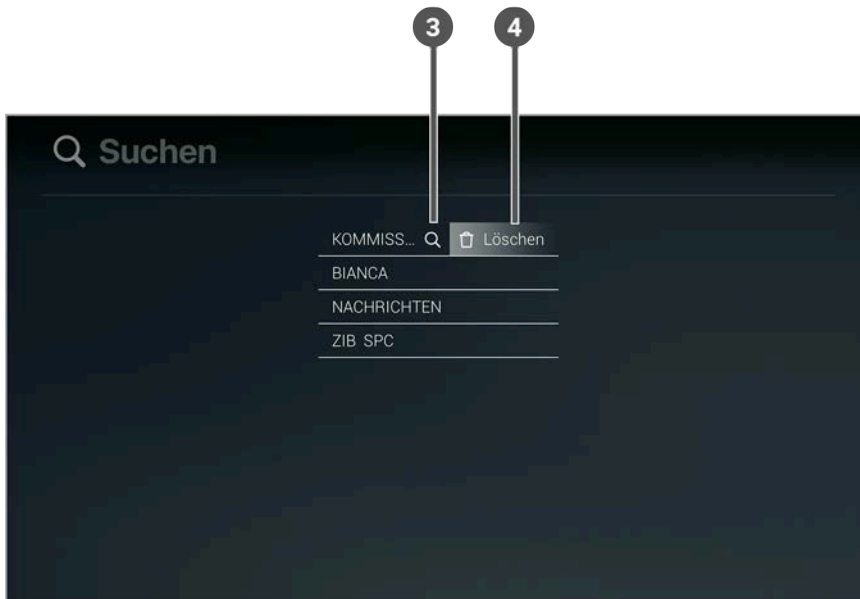 3 4
Suchen
KOMMISS... Löschen
BIANCA
NACHRICHTEN
ZIB SPC